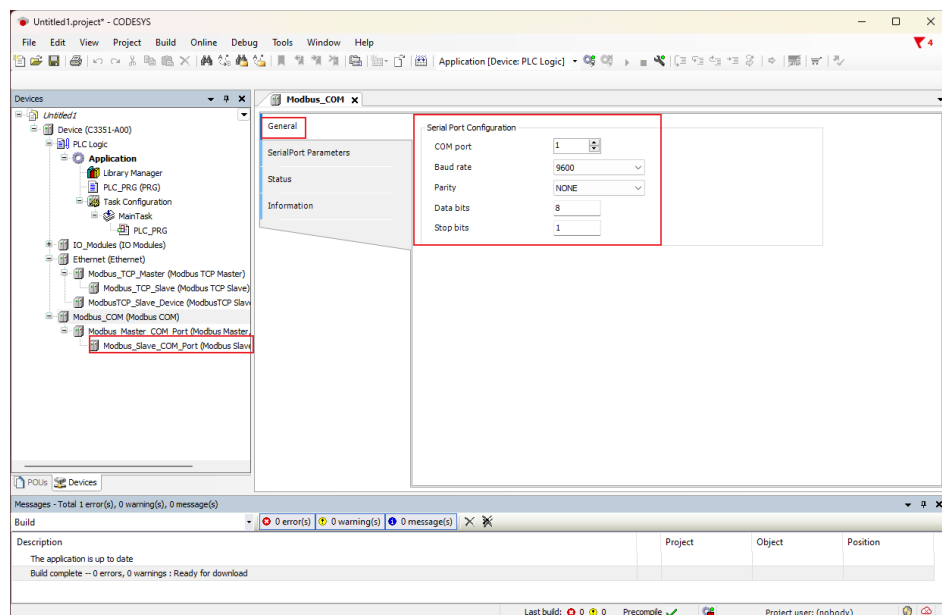 Untitled1.project* - CODESYS
File Edit View Project Build Online Debug Tools Window Help
4
Application [Device: PLC Logic]
Devices
Untitled1
Device (C3351-A00)
PLC Logic
Application
Library Manager
PLC_PRG (PRG)
Task Configuration
MainTask
PLC_PRG
IO_Modules (IO Modules)
Ethernet (Ethernet)
Modbus_TCP_Master (Modbus TCP Master)
Modbus_TCP_Slave (Modbus TCP Slave)
ModbusTCP_Slave_Device (ModbusTCP Slav
Modbus_COM (Modbus COM)
Modbus_Master_COM_Port (Modbus Master,
Modbus_Slave_COM_Port (Modbus Slave
POUs Devices
Modbus_COM
General
SerialPort Parameters
Status
Information
Serial Port Configuration
COM port 1
Baud rate 9600
Parity NONE
Data bits 8
Stop bits 1
Messages - Total 1 error(s), 0 warning(s), 0 message(s)
Build 0 error(s) 0 warning(s) 0 message(s)
Description Project Object Position
The application is up to date
Build complete -- 0 errors, 0 warnings : Ready for download
Last build: 0 0 Precompile Project user: (nobody)